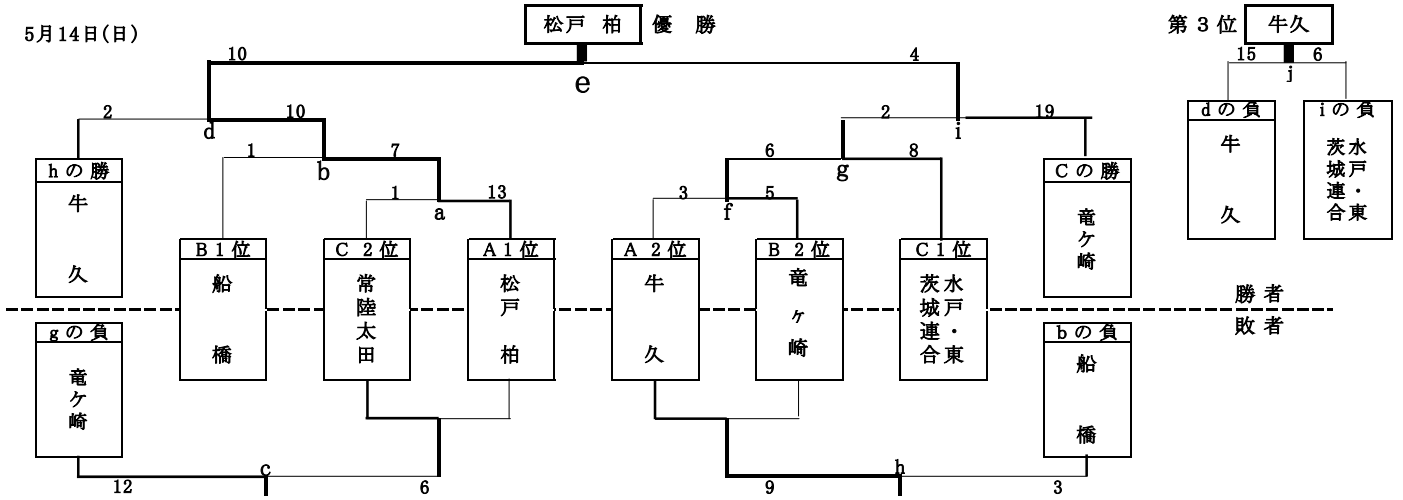 5月14日(日)
松戸 柏 優 勝
第 3 位 牛久
10
4
15 6
e
j
2
10
2
19
dの 負
iの 負
d
i
牛久
水戸・東
茨城連合
1
7
6
8
b
g
hの 勝
牛久
Cの 勝
竜ケ崎
1
13
3
5
a
f
B 1 位
船橋
C 2 位
常陸太田
A 1 位
松戸柏
A 2 位
牛久
B 2 位
竜ヶ崎
C 1 位
水戸・東
茨城連合
勝 者
敗 者
gの 負
竜ケ崎
bの 負
船橋
c
h
12
6
9
3